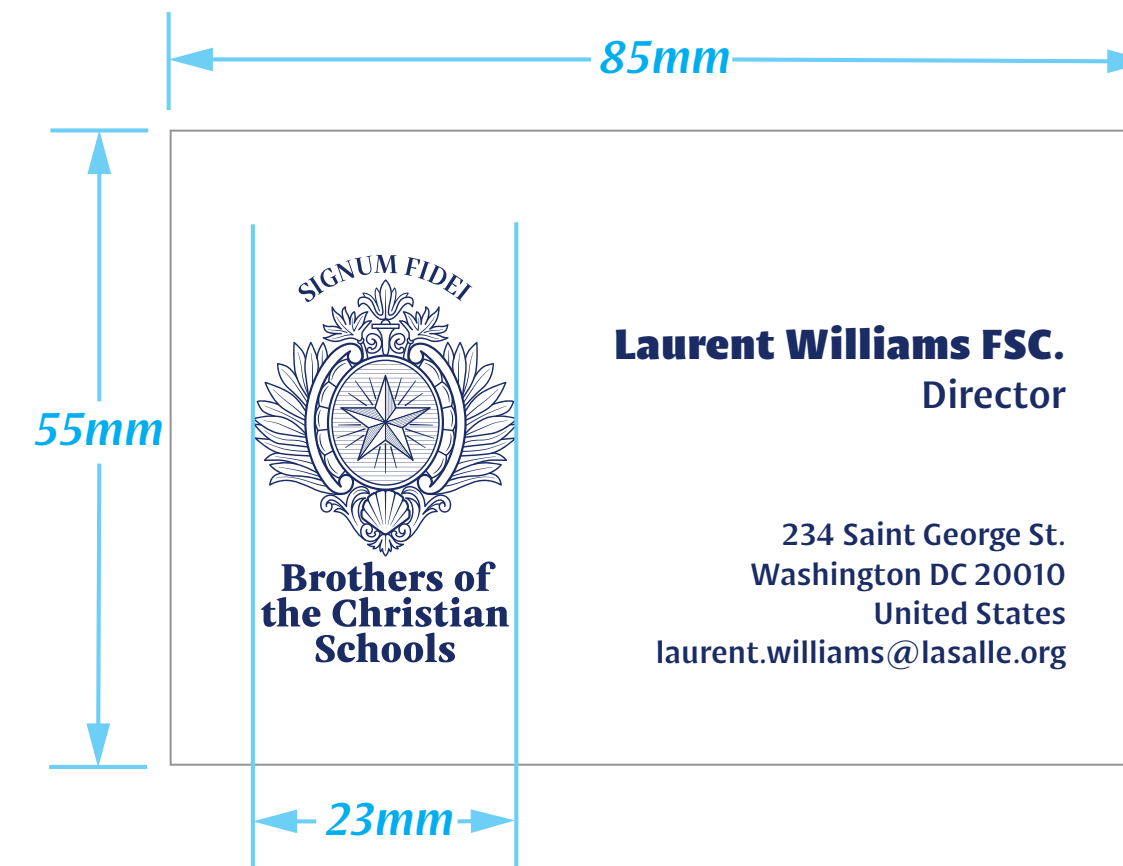 85mm
SIGNUM FIDEI
Laurent Williams FSC.
Director
55mm
234 Saint George St.
Washington DC 20010
United States
laurent.williams@lasalle.org
Brothers of
the Christian
Schools
23mm